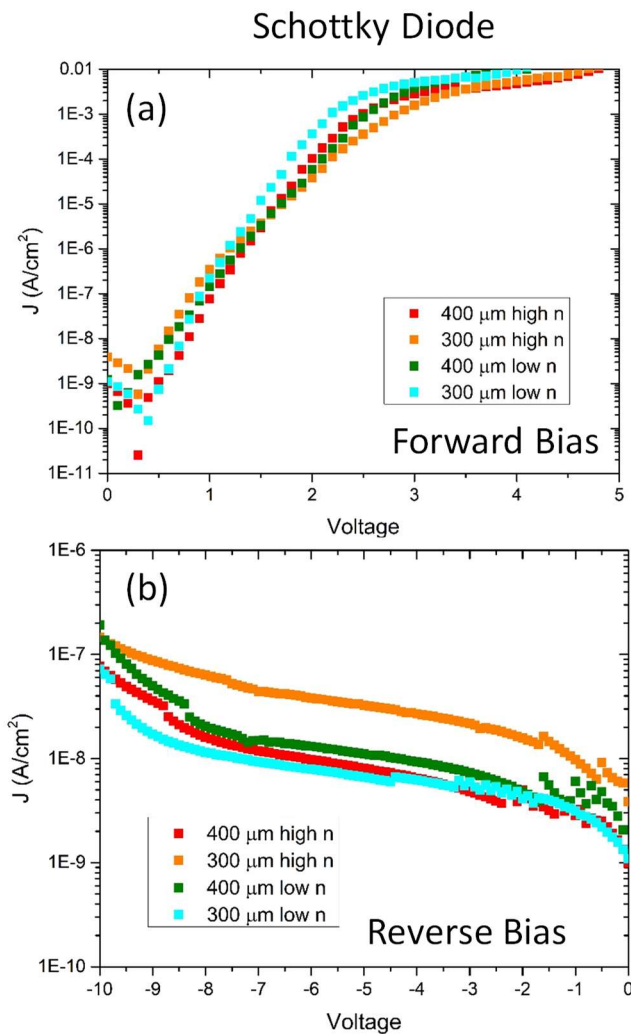 Schottky Diode
(a)
J (A/cm²)
0.01
1E-3
1E-4
1E-5
1E-6
1E-7
1E-8
1E-9
1E-10
1E-11
400 μm high n
300 μm high n
400 μm low n
300 μm low n
Forward Bias
0 1 2 3 4 5
Voltage
(b)
J (A/cm²)
1E-6
1E-7
1E-8
1E-9
1E-10
400 μm high n
300 μm high n
400 μm low n
300 μm low n
Reverse Bias
-10 -9 -8 -7 -6 -5 -4 -3 -2 -1 0
Voltage